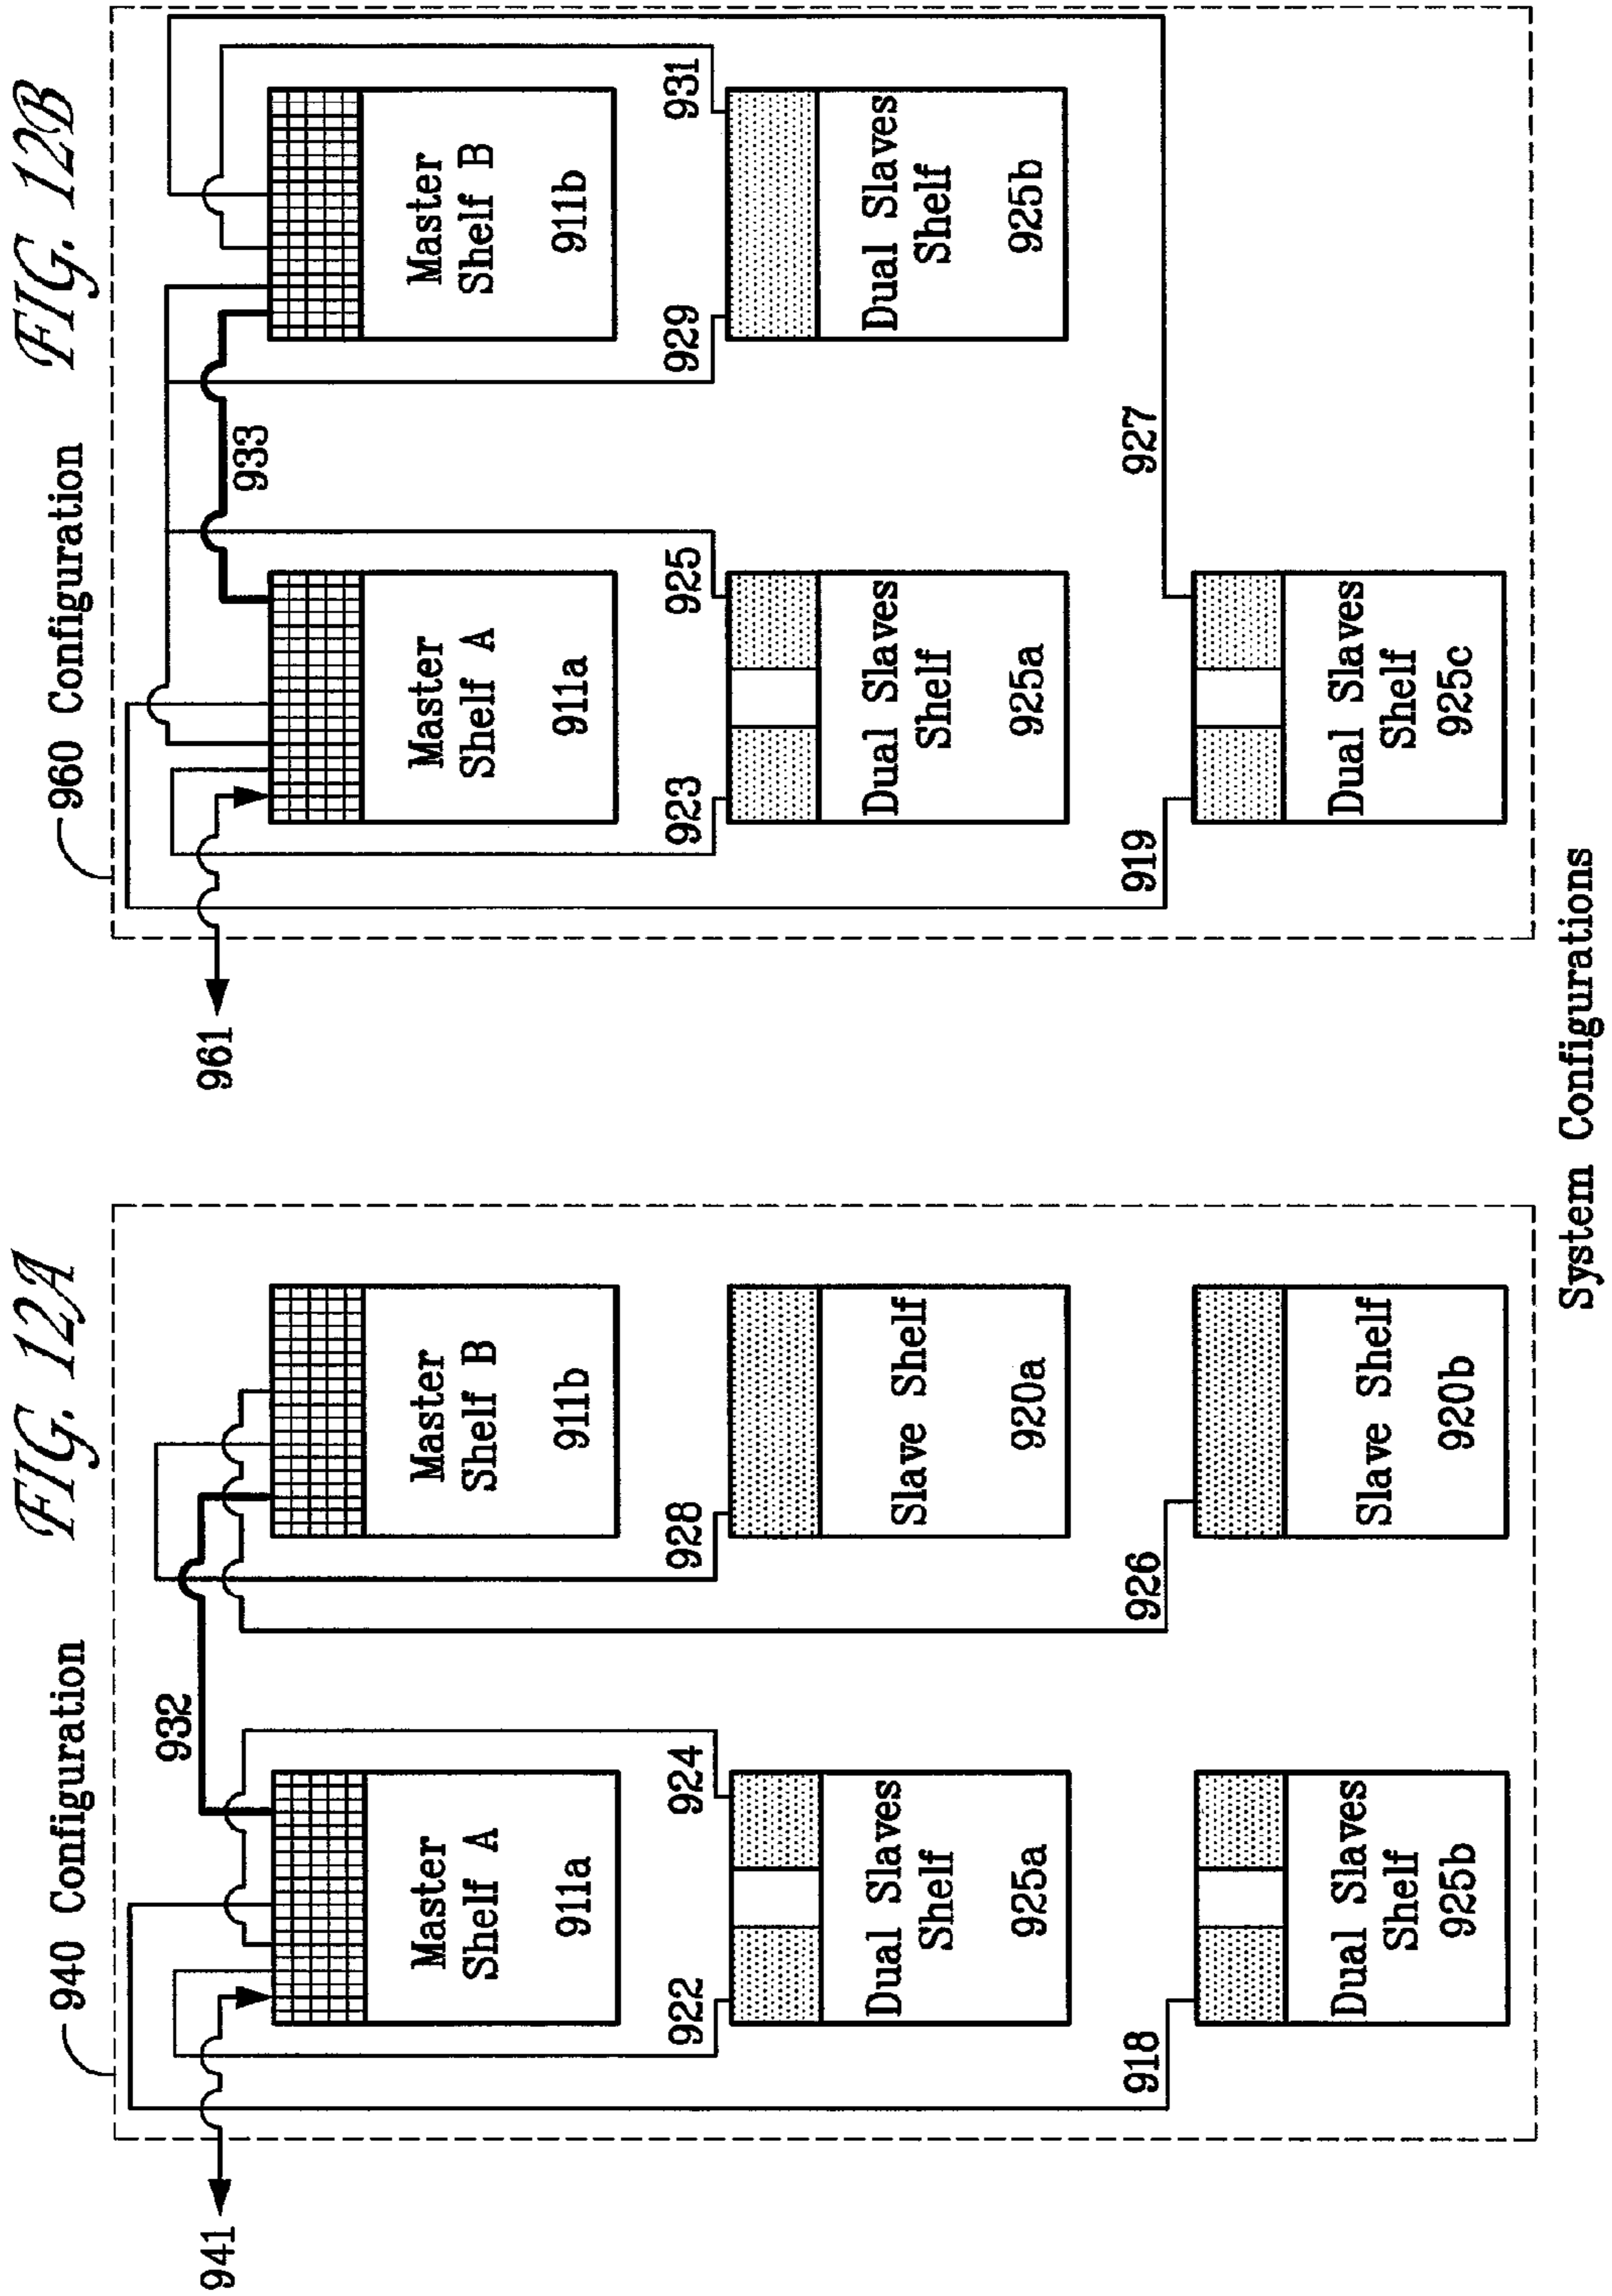 FIG. 12A
940 Configuration
941
932
Master
Shelf A
911a
Master
Shelf B
911b
922
924
928
Dual Slaves
Shelf
925a
Slave Shelf
920a
918
926
Dual Slaves
Shelf
925b
Slave Shelf
920b
FIG. 12B
960 Configuration
961
933
Master
Shelf A
911a
Master
Shelf B
911b
923
925
929
931
Dual Slaves
Shelf
925a
Dual Slaves
Shelf
925b
919
927
Dual Slaves
Shelf
925c
System Configurations